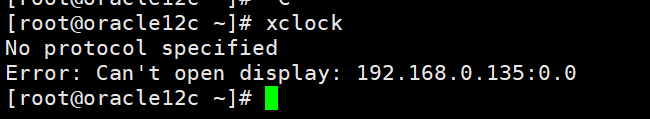 [root@oracle12c ~]# xclock
No protocol specified
Error: Can't open display: 192.168.0.135:0.0
[root@oracle12c ~]#